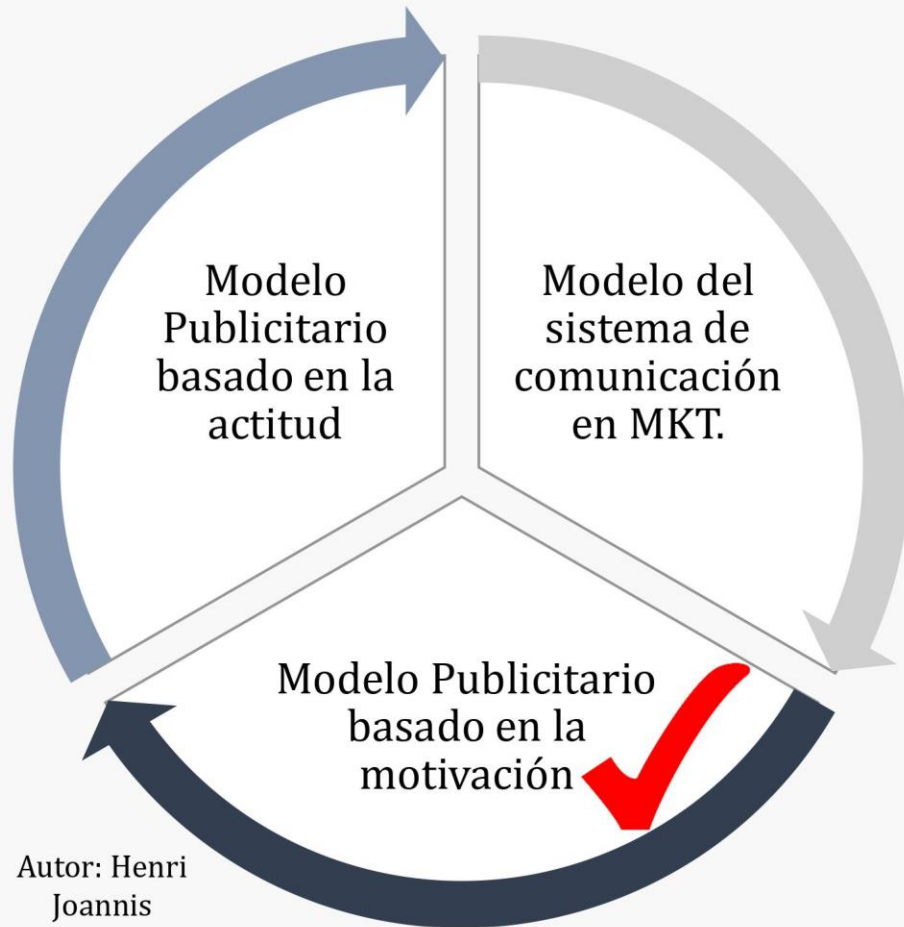 Modelo
Publicitario
basado en la
actitud
Modelo del
sistema de
comunicación
en MKT.
Modelo Publicitario
basado en la
motivación
Autor: Henri
Joannis